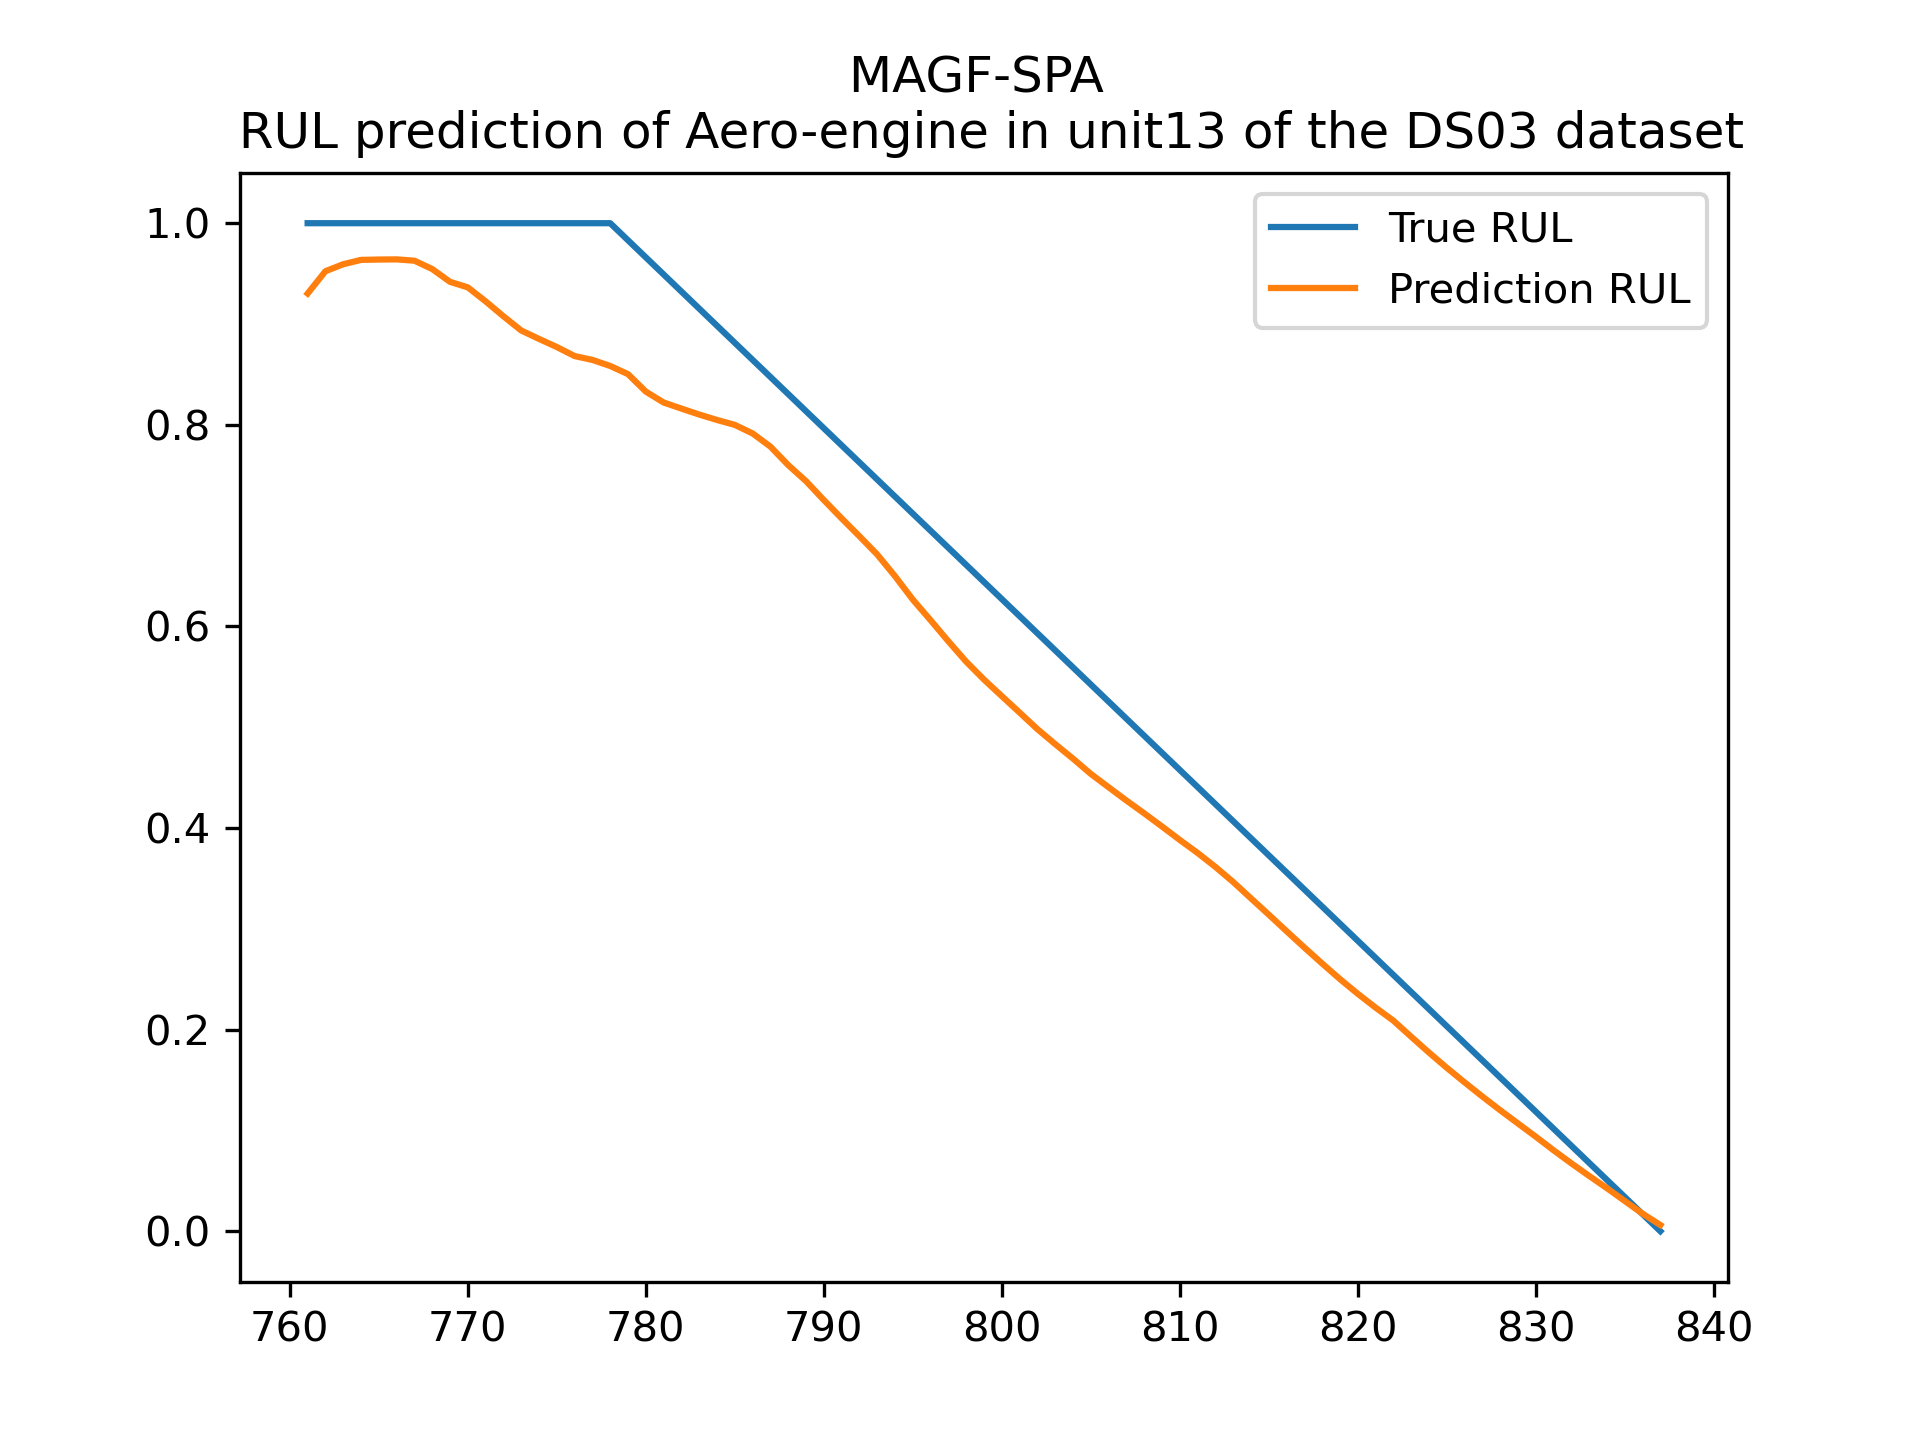 MAGF-SPA
RUL prediction of Aero-engine in unit13 of the DS03 dataset
True RUL
Prediction RUL
1.0
0.8
0.6
0.4
0.2
0.0
760 770 780 790 800 810 820 830 840